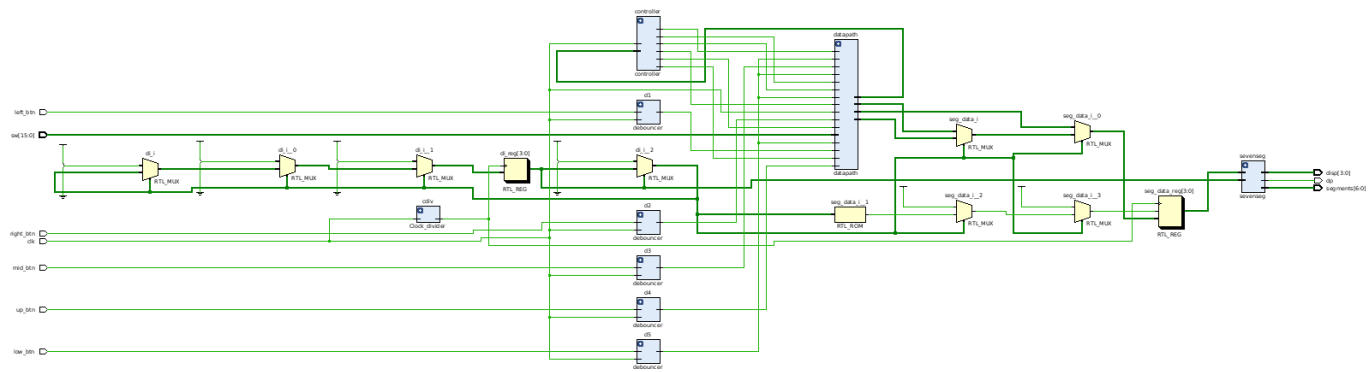 controller
controller
datapath
datapath
left_btn
d1
debouncer
sw[15:0]
di_i
RTL_MUX
di_i__0
RTL_MUX
di_i__1
RTL_MUX
di_reg[3:0]
RTL_REG
di_i__2
RTL_MUX
seg_data_i
RTL_MUX
seg_data_i__0
RTL_MUX
sevenseg
sevenseg
disp[3:0]
dp
segments[6:0]
cdiv
Clock_divider
seg_data_i__1
RTL_ROM
seg_data_i__2
RTL_MUX
seg_data_i__3
RTL_MUX
seg_data_reg[3:0]
RTL_REG
right_btn
clk
d2
debouncer
mid_btn
d3
debouncer
up_btn
d4
debouncer
low_btn
d5
debouncer